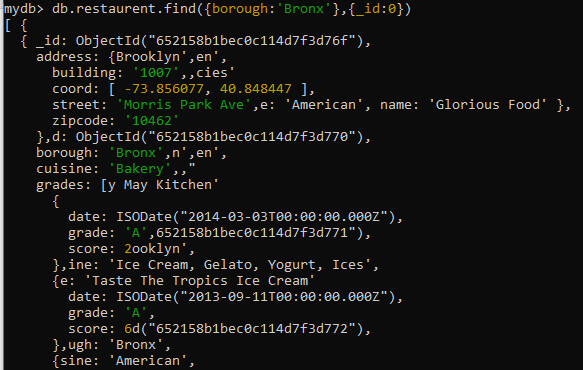 mydb> db.restaurent.find({borough:'Bronx'},{_id:0})
[ {
  { _id: ObjectId("652158b1bec0c114d7f3d76f"),
    address: {Brooklyn',en',
      building: '1007',,cies'
      coord: [ -73.856077, 40.848447 ],
      street: 'Morris Park Ave',e: 'American', name: 'Glorious Food' },
      zipcode: '10462'
    },d: ObjectId("652158b1bec0c114d7f3d770"),
    borough: 'Bronx',n',en',
    cuisine: 'Bakery',,"
    grades: [y May Kitchen'
      {
        date: ISODate("2014-03-03T00:00:00.000Z"),
        grade: 'A',652158b1bec0c114d7f3d771"),
        score: 2ooklyn',
      },ine: 'Ice Cream, Gelato, Yogurt, Ices',
      {e: 'Taste The Tropics Ice Cream'
        date: ISODate("2013-09-11T00:00:00.000Z"),
        grade: 'A',
        score: 6d("652158b1bec0c114d7f3d772"),
      },ugh: 'Bronx',
      {sine: 'American',